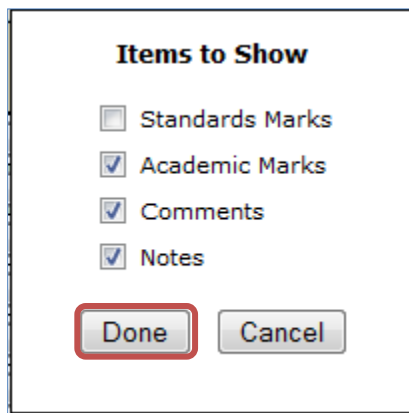 Items to Show
Standards Marks
Academic Marks
Comments
Notes
Done Cancel